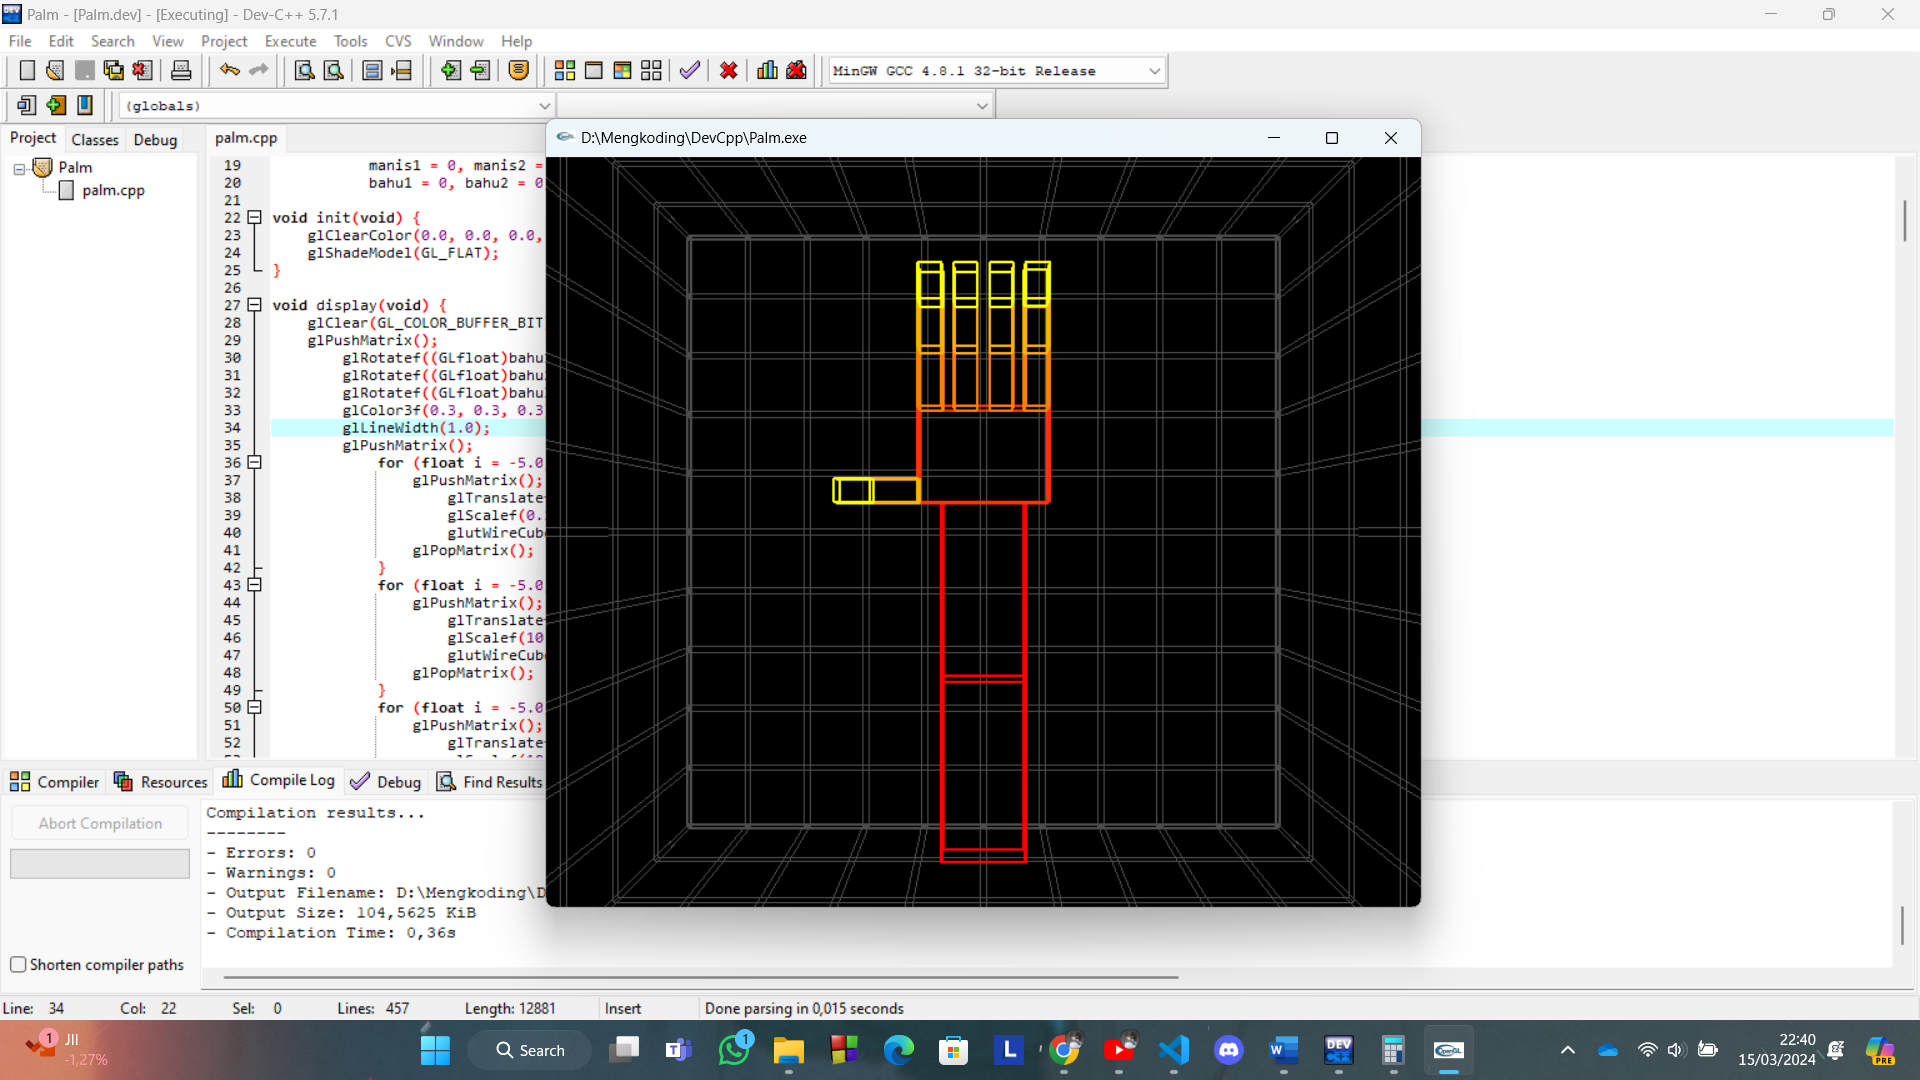 Palm - [Palm.dev] - [Executing] - Dev-C++ 5.7.1
File Edit Search View Project Execute Tools CVS Window Help
MinGW GCC 4.8.1 32-bit Release
(globals)
Project Classes Debug
palm.cpp
Palm
palm.cpp
D:\Mengkoding\DevCpp\Palm.exe
19 manis1 = 0, manis2 =
20 bahu1 = 0, bahu2 = 0
21
22 void init(void) {
23 glClearColor(0.0, 0.0, 0.0,
24 glShadeModel(GL_FLAT);
25 }
26
27 void display(void) {
28 glClear(GL_COLOR_BUFFER_BIT
29 glPushMatrix();
30 glRotatef((GLfloat)bahu
31 glRotatef((GLfloat)bahu
32 glRotatef((GLfloat)bahu
33 glColor3f(0.3, 0.3, 0.3
34 glLineWidth(1.0);
35 glPushMatrix();
36 for (float i = -5.0
37 glPushMatrix();
38 glTranslate
39 glScalef(0.
40 glutWireCub
41 glPopMatrix();
42 }
43 for (float i = -5.0
44 glPushMatrix();
45 glTranslate
46 glScalef(10
47 glutWireCub
48 glPopMatrix();
49 }
50 for (float i = -5.0
51 glPushMatrix();
52 glTranslate
Compiler Resources Compile Log Debug Find Results
Abort Compilation
Shorten compiler paths
Compilation results...
--------
- Errors: 0
- Warnings: 0
- Output Filename: D:\Mengkoding\D
- Output Size: 104,5625 KiB
- Compilation Time: 0,36s
Line: 34 Col: 22 Sel: 0 Lines: 457 Length: 12881 Insert Done parsing in 0,015 seconds
1
JII
-1,27%
Search
1
L
DEV C++
OpenGL
22:40
15/03/2024
PRE